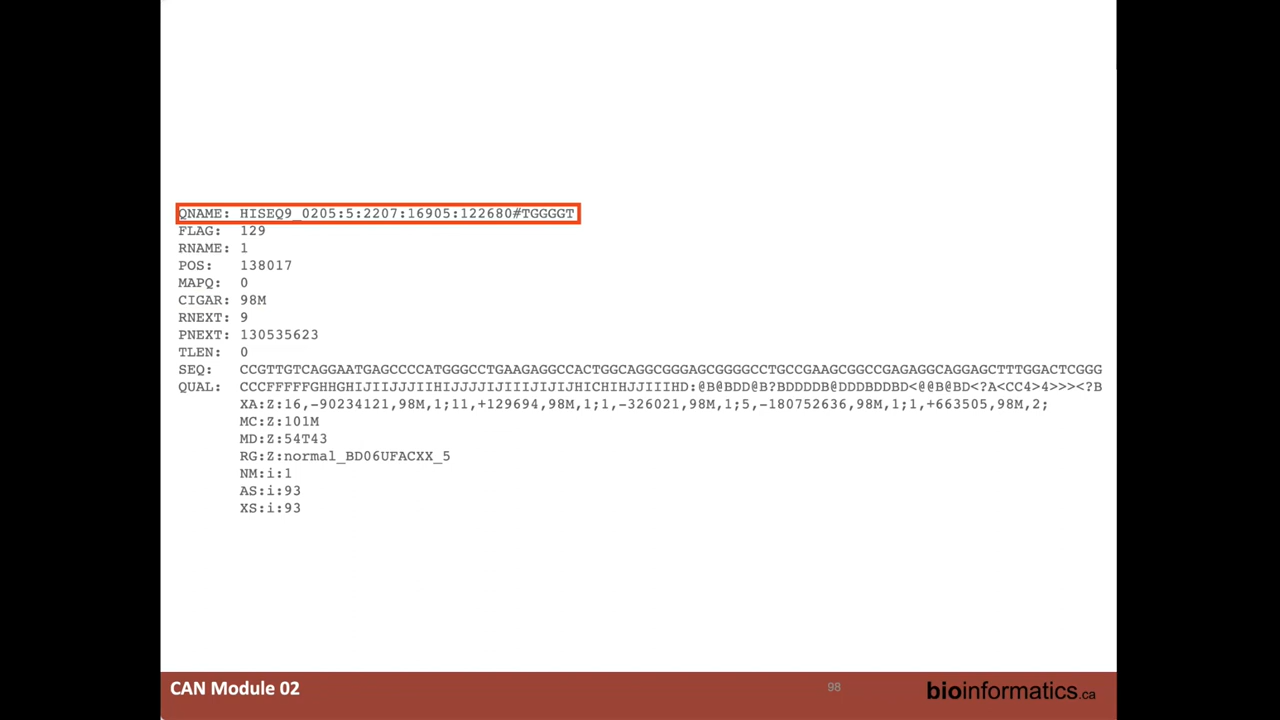 QNAME: HISEQ9_0205:5:2207:16905:122680#TGGGGT
FLAG: 129
RNAME: 1
POS: 138017
MAPQ: 0
CIGAR: 98M
RNEXT: 9
PNEXT: 130535623
TLEN: 0
SEQ: CCGTTGTCAGGAATGAGCCCCATGGGCCTGAAGAGGCCACTGGCAGGCGGGAGCGGGGCCTGCCGAAGCGGCCGAGAGGCAGGAGCTTTGGACTCGGG
QUAL: CCCFFFFFGHHGHIJIIJJJIIHIJJJJIJIIIJIJIJHICHIHJJIIIHD:@B@BDD@B?BDDDDB@DDDBDDBD<@@B@BD<?A<CC4>4>>><?B
XA:Z:16,-90234121,98M,1;11,+129694,98M,1;1,-326021,98M,1;5,-180752636,98M,1;1,+663505,98M,2;
MC:Z:101M
MD:Z:54T43
RG:Z:normal_BD06UFACXX_5
NM:i:1
AS:i:93
XS:i:93
CAN Module 02
98
bioinformatics.ca